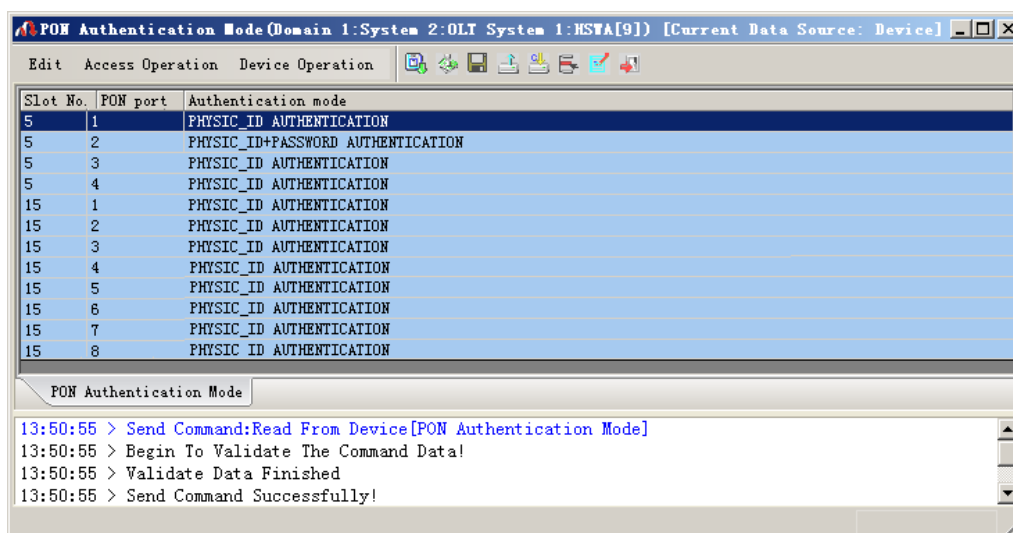 PON Authentication Mode(Domain 1:System 2:OLT System 1:HSWA[9]) [Current Data Source: Device]
Edit Access Operation Device Operation
Slot No. PON port Authentication mode
5 1 PHYSIC_ID AUTHENTICATION
5 2 PHYSIC_ID+PASSWORD AUTHENTICATION
5 3 PHYSIC_ID AUTHENTICATION
5 4 PHYSIC_ID AUTHENTICATION
15 1 PHYSIC_ID AUTHENTICATION
15 2 PHYSIC_ID AUTHENTICATION
15 3 PHYSIC_ID AUTHENTICATION
15 4 PHYSIC_ID AUTHENTICATION
15 5 PHYSIC_ID AUTHENTICATION
15 6 PHYSIC_ID AUTHENTICATION
15 7 PHYSIC_ID AUTHENTICATION
15 8 PHYSIC ID AUTHENTICATION
PON Authentication Mode
13:50:55 > Send Command:Read From Device[PON Authentication Mode]
13:50:55 > Begin To Validate The Command Data!
13:50:55 > Validate Data Finished
13:50:55 > Send Command Successfully!